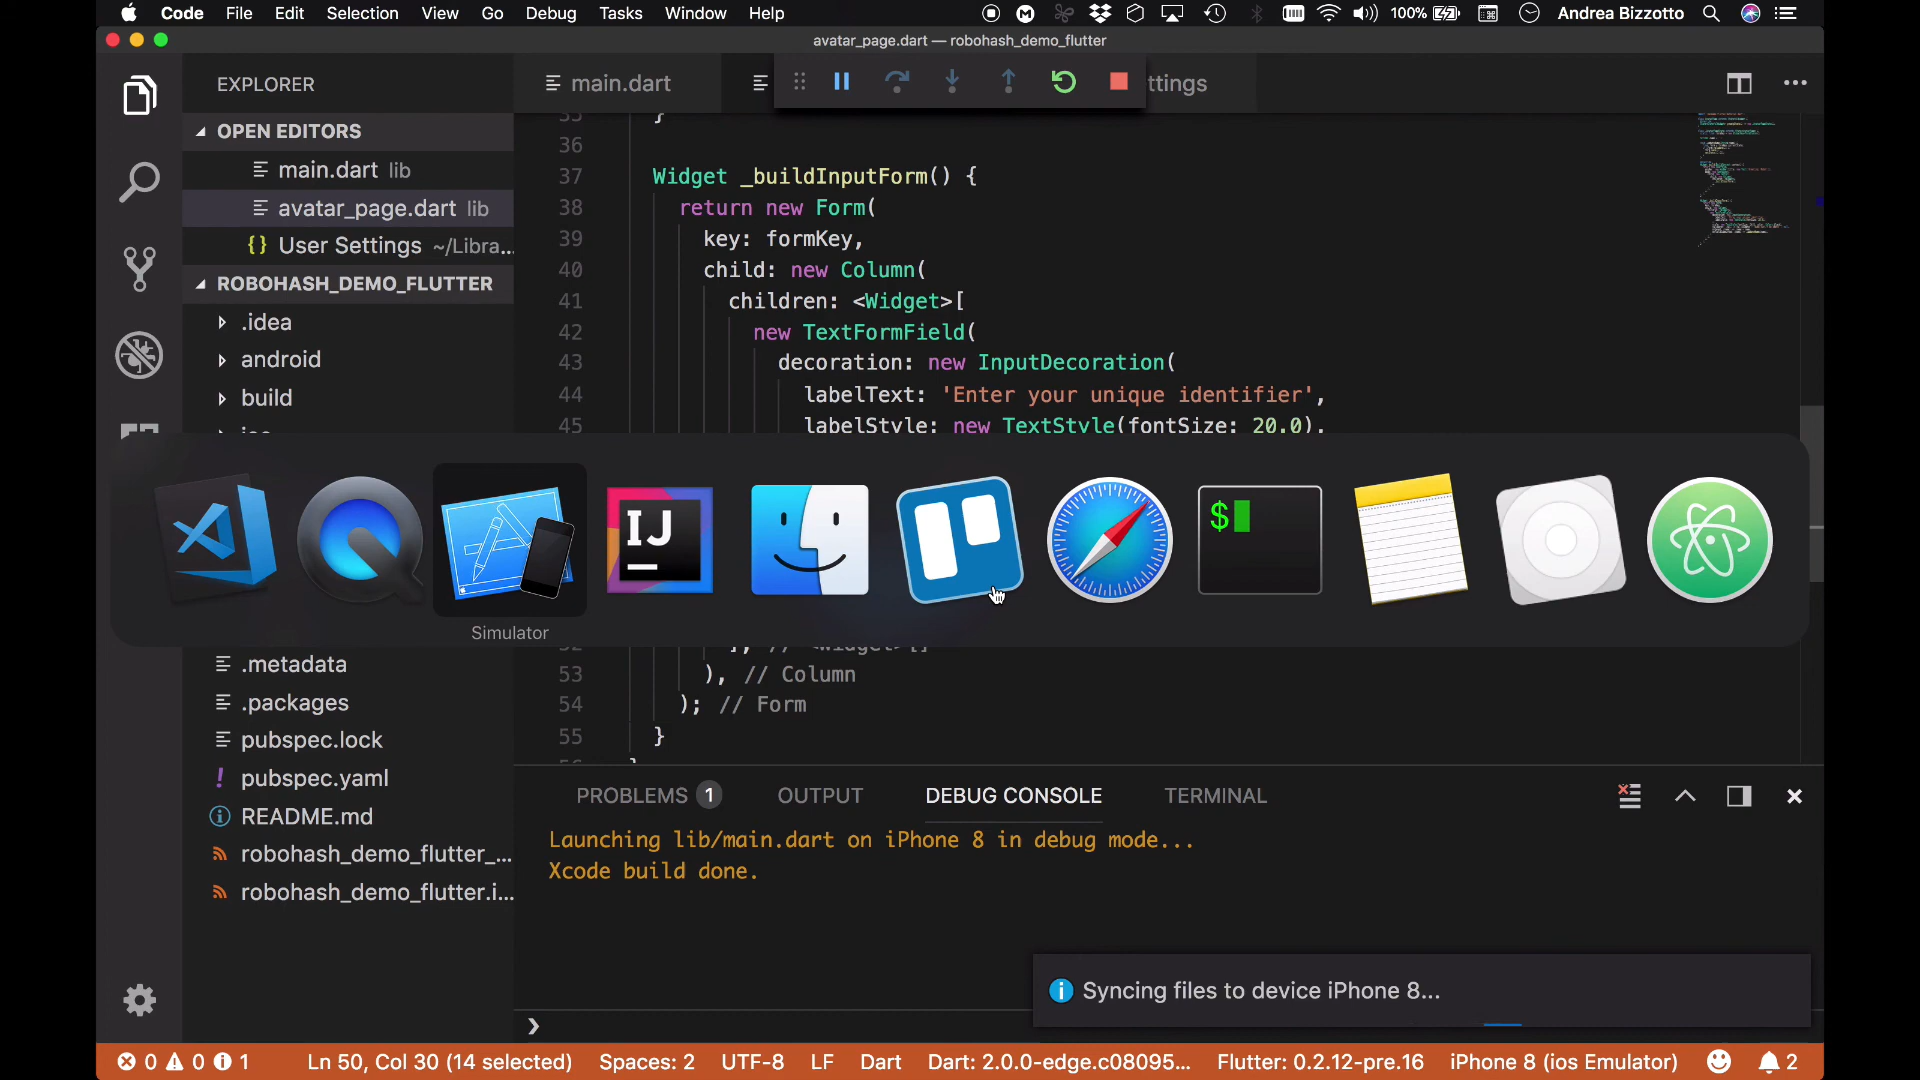 Code File Edit Selection View Go Debug Tasks Window Help 100% Andrea Bizzotto
avatar_page.dart — robohash_demo_flutter
EXPLORER
main.dart
ttings
OPEN EDITORS
main.dart lib
avatar_page.dart lib
{} User Settings ~/Libra...
ROBOHASH_DEMO_FLUTTER
.idea
android
build
.metadata
.packages
pubspec.lock
! pubspec.yaml
README.md
robohash_demo_flutter_...
robohash_demo_flutter.i...
35 }
36
37 Widget _buildInputForm() {
38 return new Form(
39 key: formKey,
40 child: new Column(
41 children: <Widget>[
42 new TextFormField(
43 decoration: new InputDecoration(
44 labelText: 'Enter your unique identifier',
45 labelStyle: new TextStyle(fontSize: 20.0),
IJ
$
Simulator
53 ), // Column
54 ); // Form
55 }
PROBLEMS 1 OUTPUT DEBUG CONSOLE TERMINAL
Launching lib/main.dart on iPhone 8 in debug mode...
Xcode build done.
Syncing files to device iPhone 8...
0 0 1 Ln 50, Col 30 (14 selected) Spaces: 2 UTF-8 LF Dart Dart: 2.0.0-edge.c08095... Flutter: 0.2.12-pre.16 iPhone 8 (ios Emulator) 2